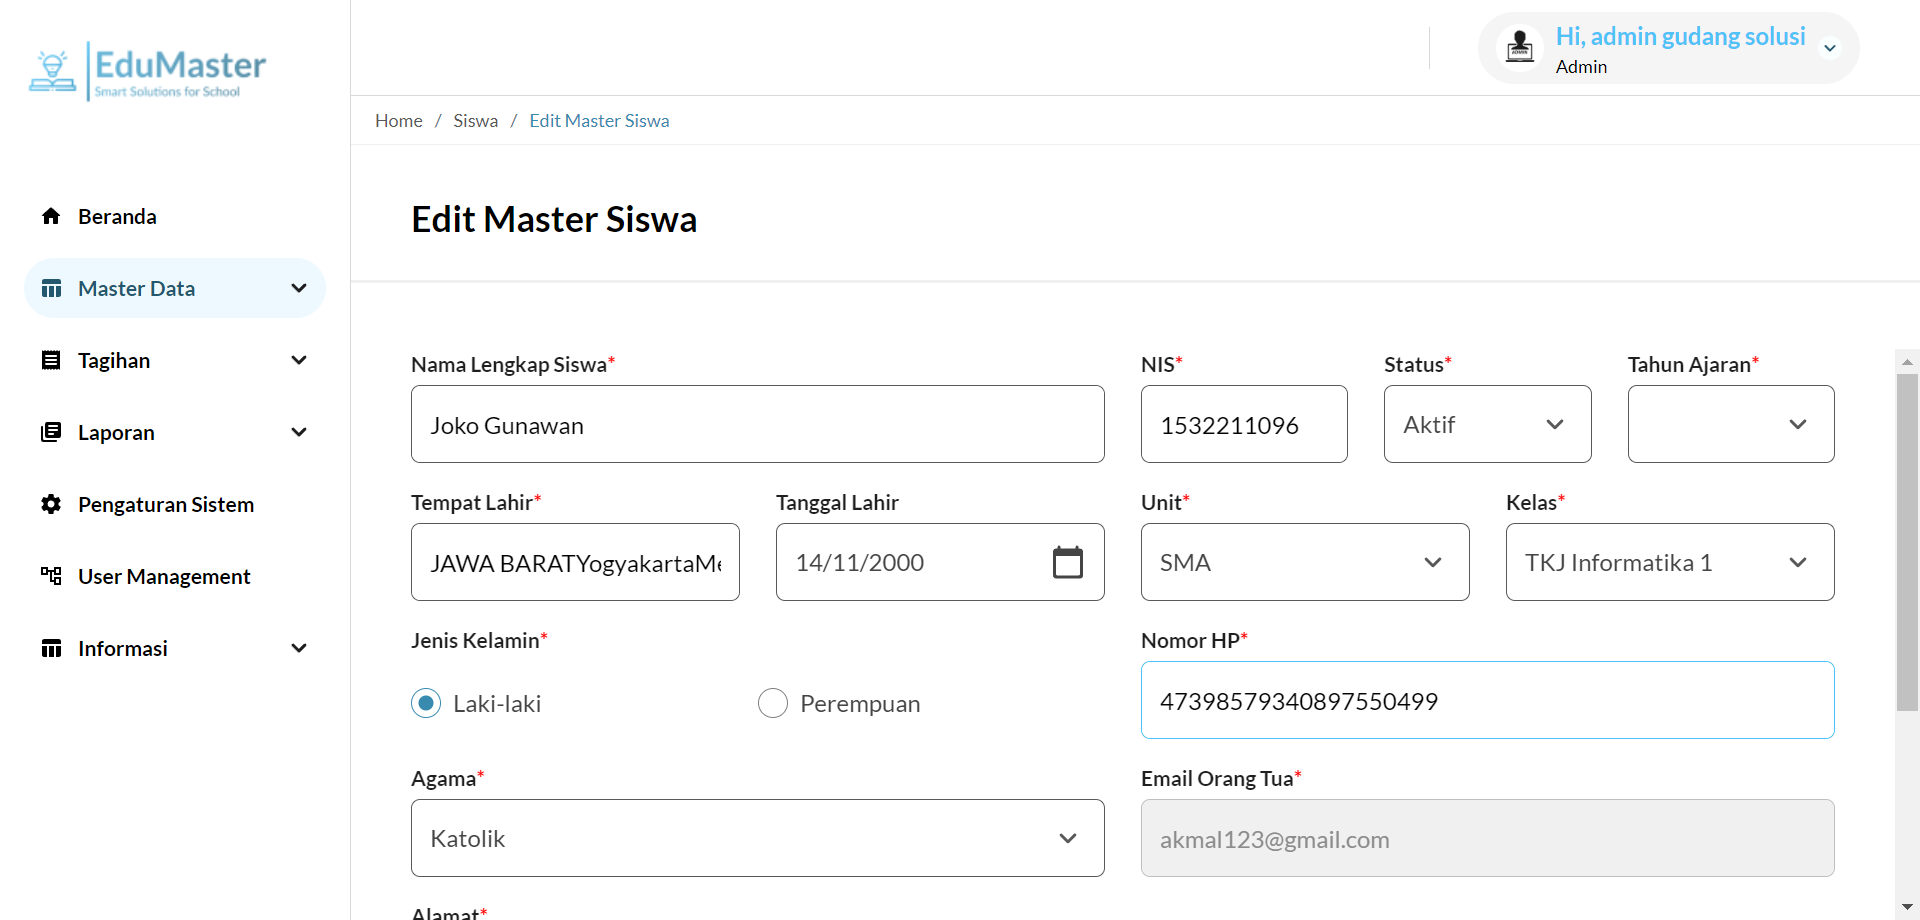 EduMaster
Smart Solutions for School
Hi, admin gudang solusi
Admin
Home / Siswa / Edit Master Siswa
Beranda
Master Data
Tagihan
Laporan
Pengaturan Sistem
User Management
Informasi
Edit Master Siswa
Nama Lengkap Siswa* NIS* Status* Tahun Ajaran*
Joko Gunawan 1532211096 Aktif
Tempat Lahir* Tanggal Lahir Unit* Kelas*
JAWA BARATYogyakartaMe 14/11/2000 SMA TKJ Informatika 1
Jenis Kelamin* Nomor HP*
Laki-laki Perempuan 47398579340897550499
Agama* Email Orang Tua*
Katolik akmal123@gmail.com
Alamat*